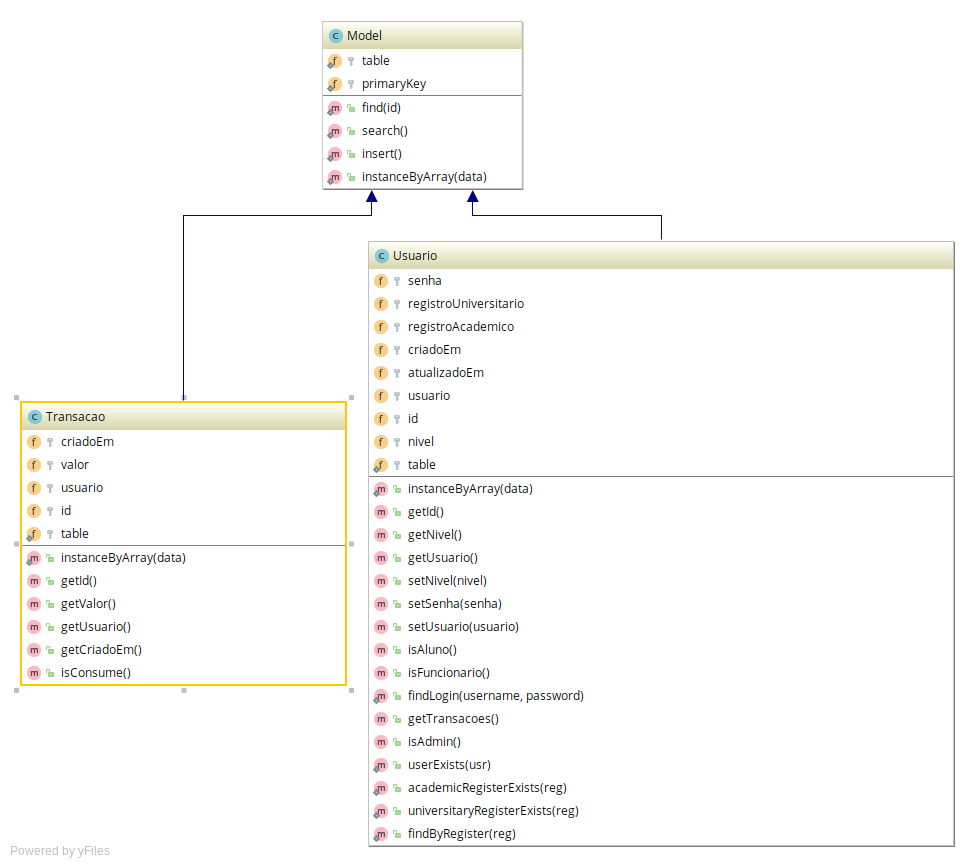 Model
table
primaryKey
find(id)
search()
insert()
instanceByArray(data)
Usuario
senha
registroUniversitario
registroAcademico
criadoEm
atualizadoEm
usuario
id
nivel
table
instanceByArray(data)
getId()
getNivel()
getUsuario()
setNivel(nivel)
setSenha(senha)
setUsuario(usuario)
isAluno()
isFuncionario()
findLogin(username, password)
getTransacoes()
isAdmin()
userExists(usr)
academicRegisterExists(reg)
universitaryRegisterExists(reg)
findByRegister(reg)
Transacao
criadoEm
valor
usuario
id
table
instanceByArray(data)
getId()
getValor()
getUsuario()
getCriadoEm()
isConsume()
Powered by yFiles